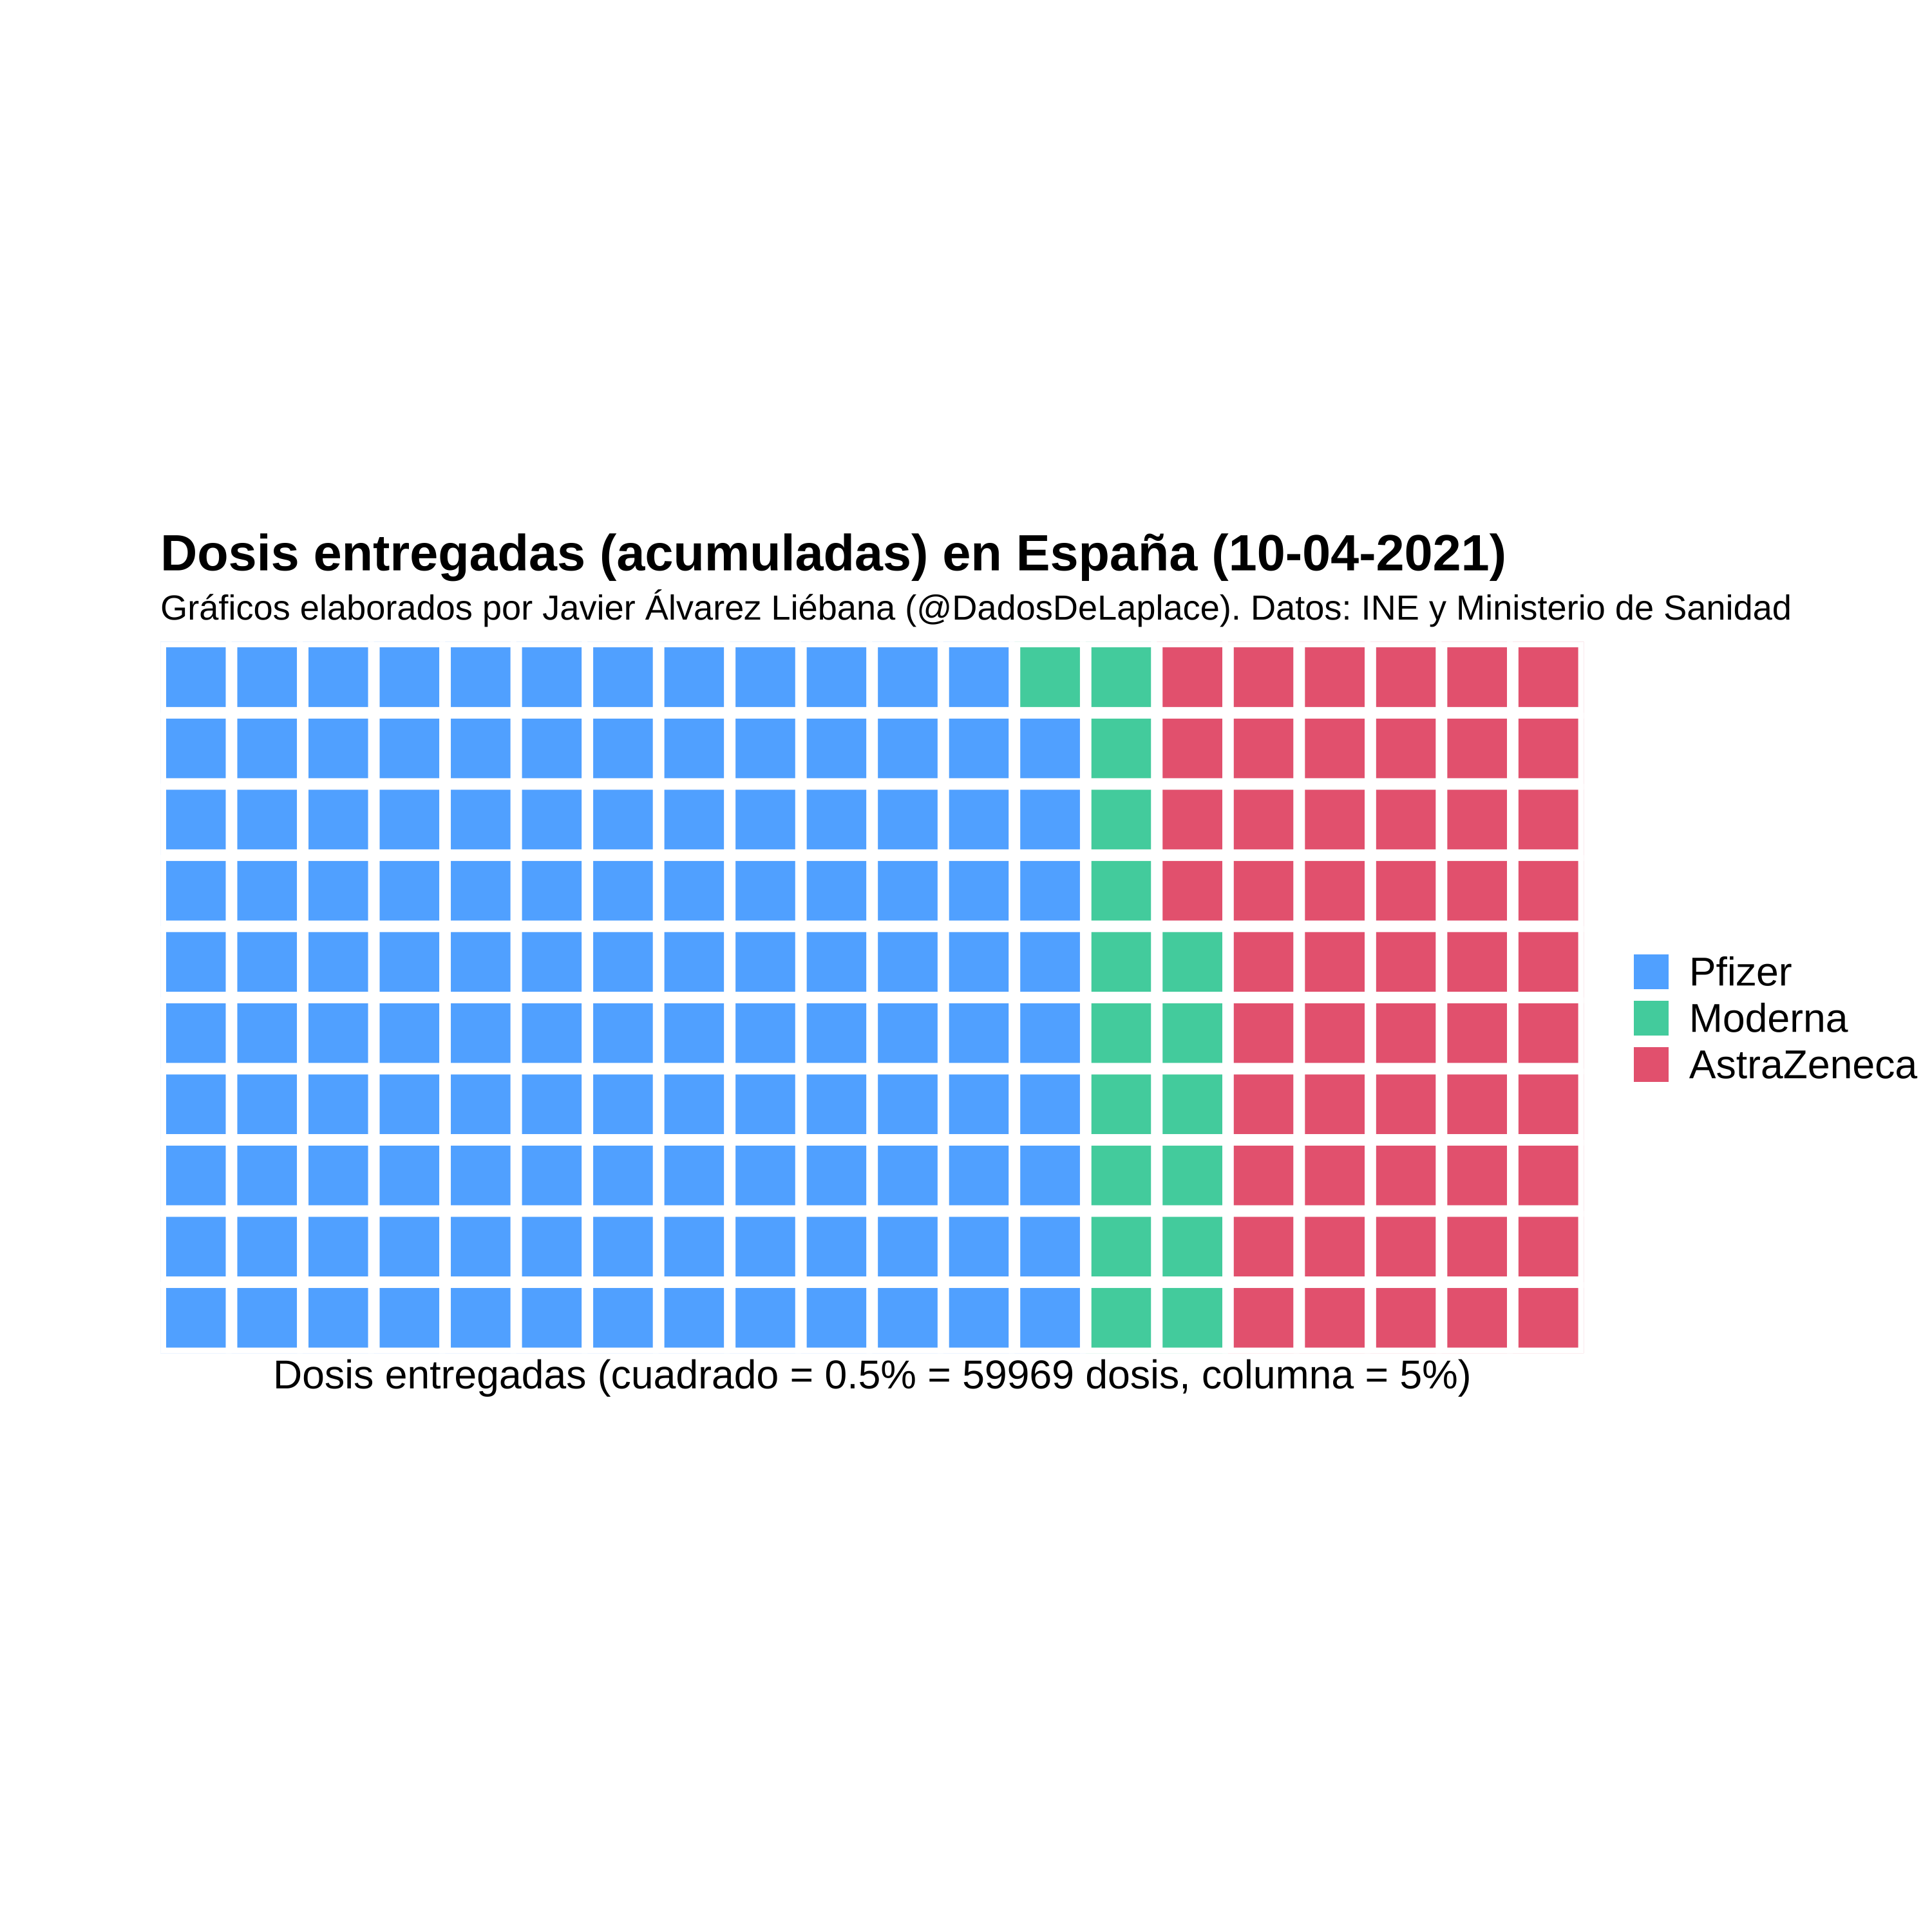 Dosis entregadas (acumuladas) en España (10-04-2021)
Gráficos elaborados por Javier Álvarez Liébana (@DadosDeLaplace). Datos: INE y Ministerio de Sanidad
Pfizer
Moderna
AstraZeneca
Dosis entregadas (cuadrado = 0.5% = 59969 dosis, columna = 5%)